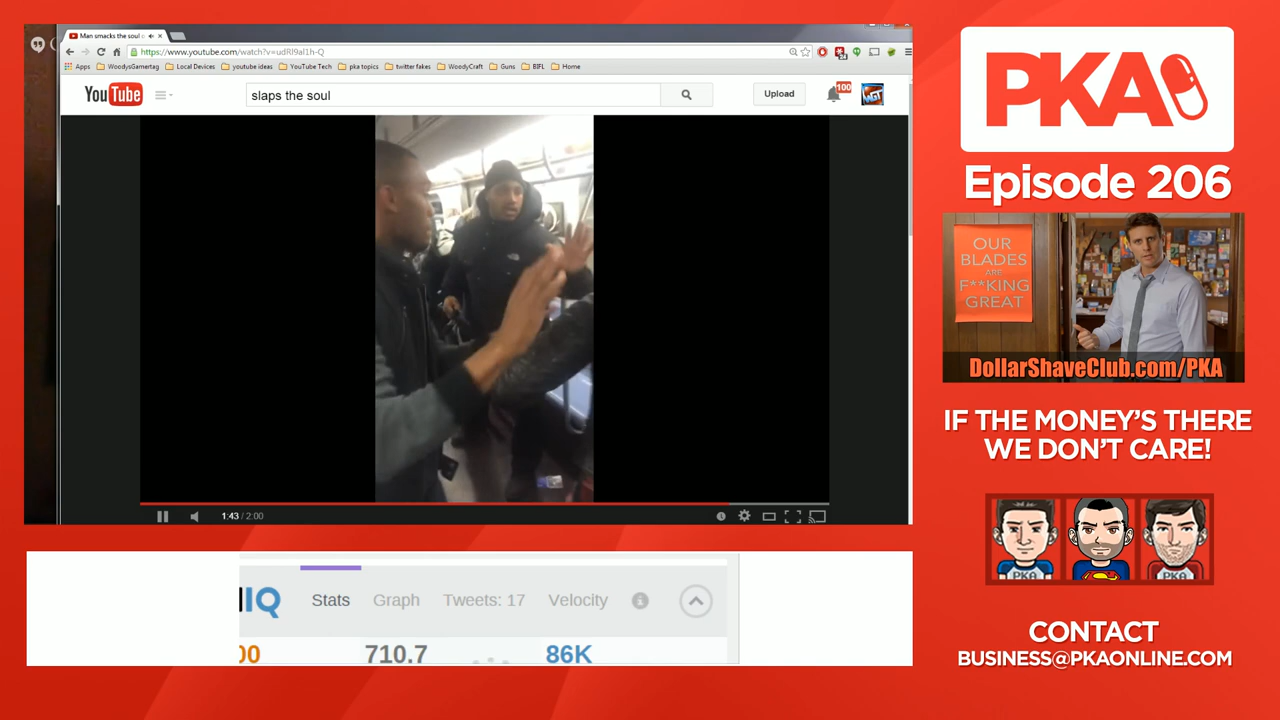 Man smacks the soul o
https://www.youtube.com/watch?v=udRl9al1h-Q
Apps WoodysGamertag Local Devices youtube ideas YouTube Tech pka topics twitter fakes WoodyCraft Guns BIFL Home
YouTube
slaps the soul
Upload
100
WGT
1:43 / 2:00
IQ Stats Graph Tweets: 17 Velocity
00 710.7 86K
PKA
Episode 206
OUR
BLADES
ARE
F**KING
GREAT
DollarShaveClub.com/PKA
IF THE MONEY'S THERE
WE DON'T CARE!
PKA
PKA
CONTACT
BUSINESS@PKAONLINE.COM